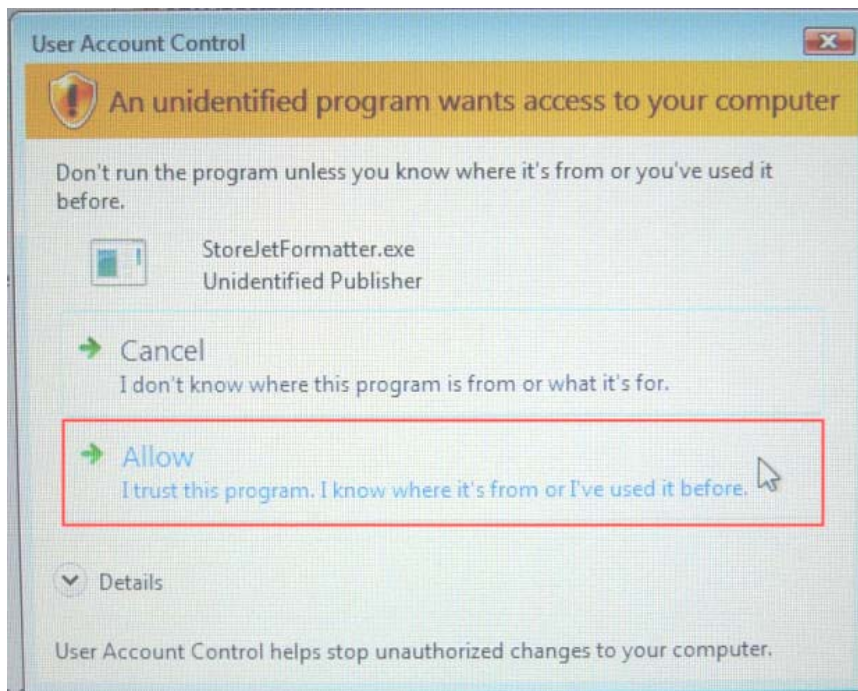 User Account Control
An unidentified program wants access to your computer
Don't run the program unless you know where it's from or you've used it
before.
StoreJetFormatter.exe
Unidentified Publisher
Cancel
I don't know where this program is from or what it's for.
Allow
I trust this program. I know where it's from or I've used it before.
Details
User Account Control helps stop unauthorized changes to your computer.